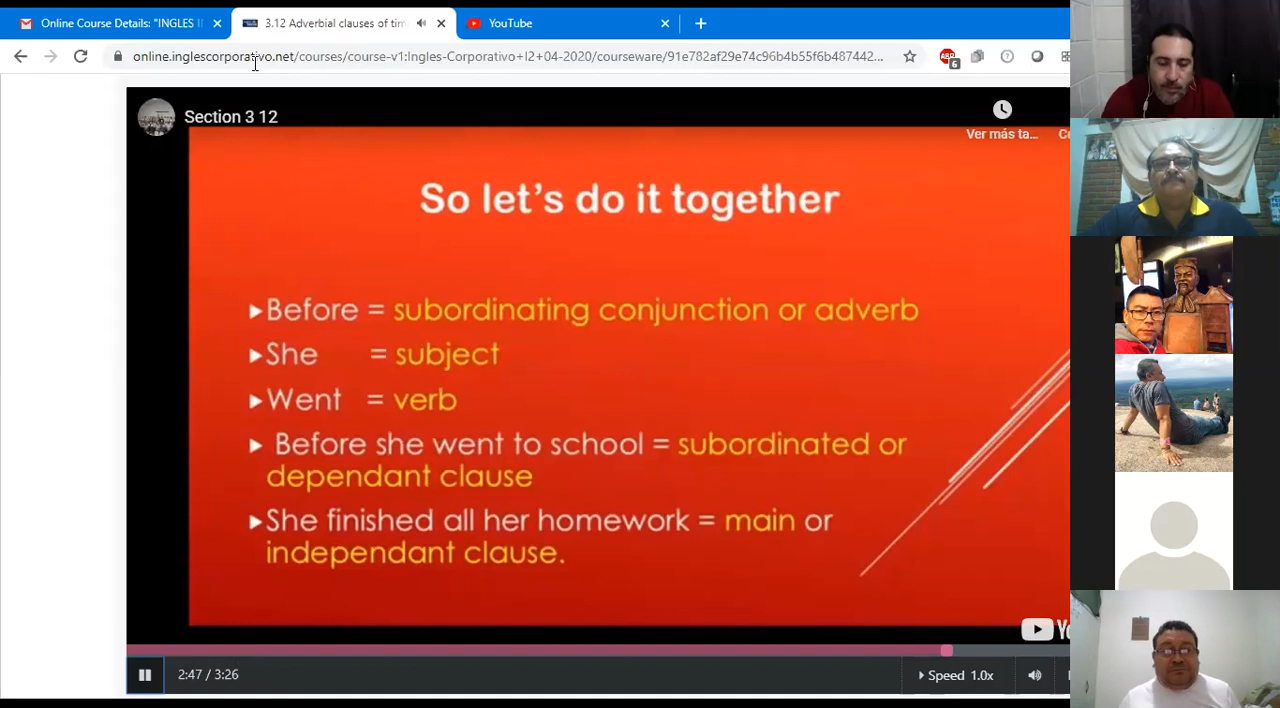 Online Course Details: "INGLES I
3.12 Adverbial clauses of tim
YouTube
online.inglescorporativo.net/courses/course-v1:Ingles-Corporativo+I2+04-2020/courseware/91e782af29e74c96b4b55f6b487442...
ABP
6
Section 3 12
Ver más ta...
So let's do it together
Before = subordinating conjunction or adverb
She = subject
Went = verb
Before she went to school = subordinated or
dependant clause
She finished all her homework = main or
independant clause.
2:47 / 3:26
Speed 1.0x